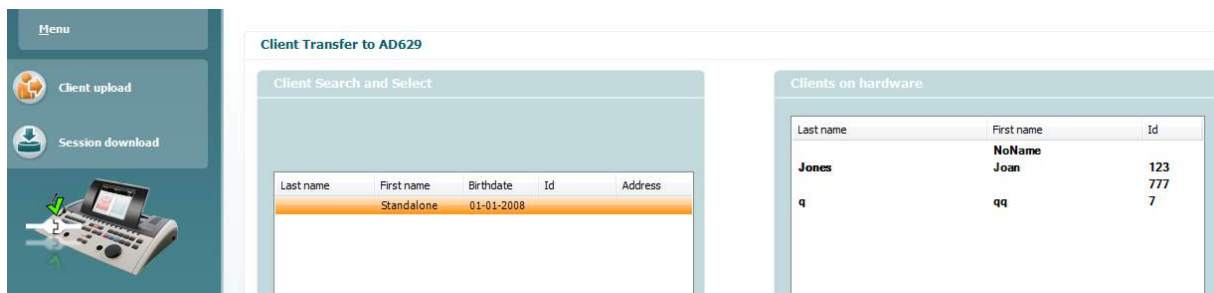 Menu
Client upload
Session download
Client Transfer to AD629
Client Search and Select
Last name First name Birthdate Id Address
Standalone 01-01-2008
Clients on hardware
Last name First name Id
NoName
Jones Joan 123
777
q qq 7